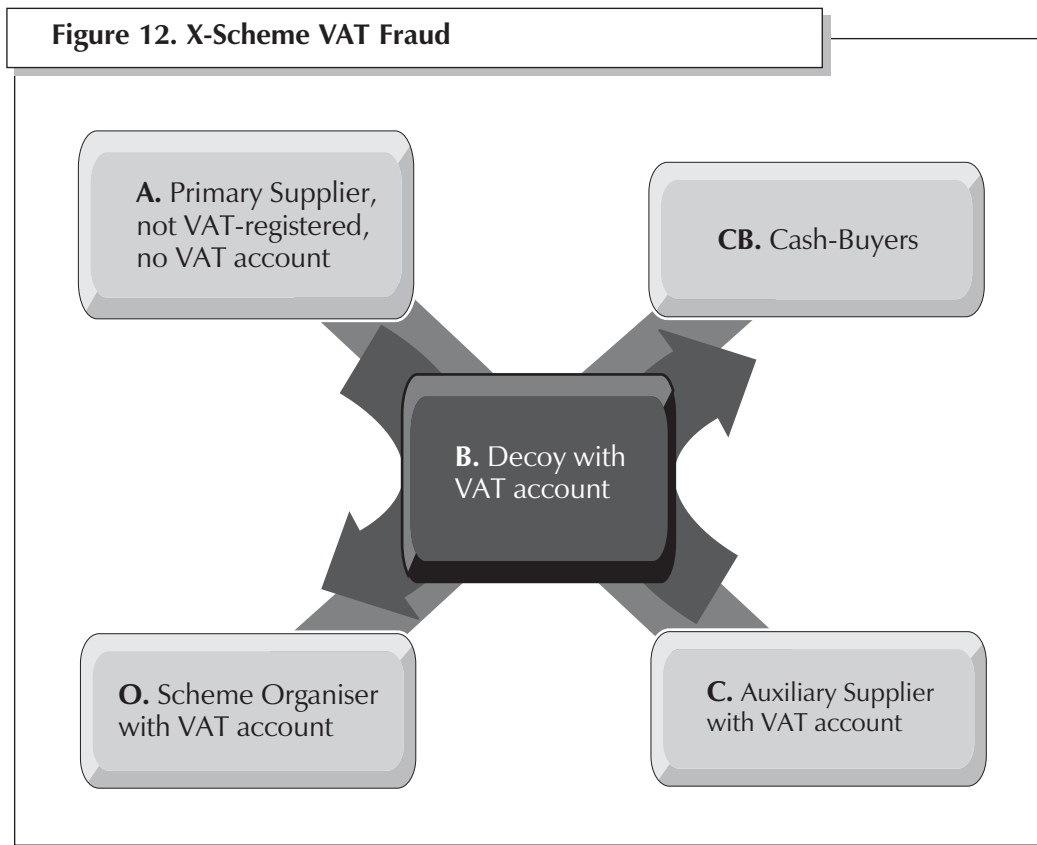 Figure 12. X-Scheme VAT Fraud
A. Primary Supplier,
not VAT-registered,
no VAT account
CB. Cash-Buyers
B. Decoy with
VAT account
O. Scheme Organiser
with VAT account
C. Auxiliary Supplier
with VAT account